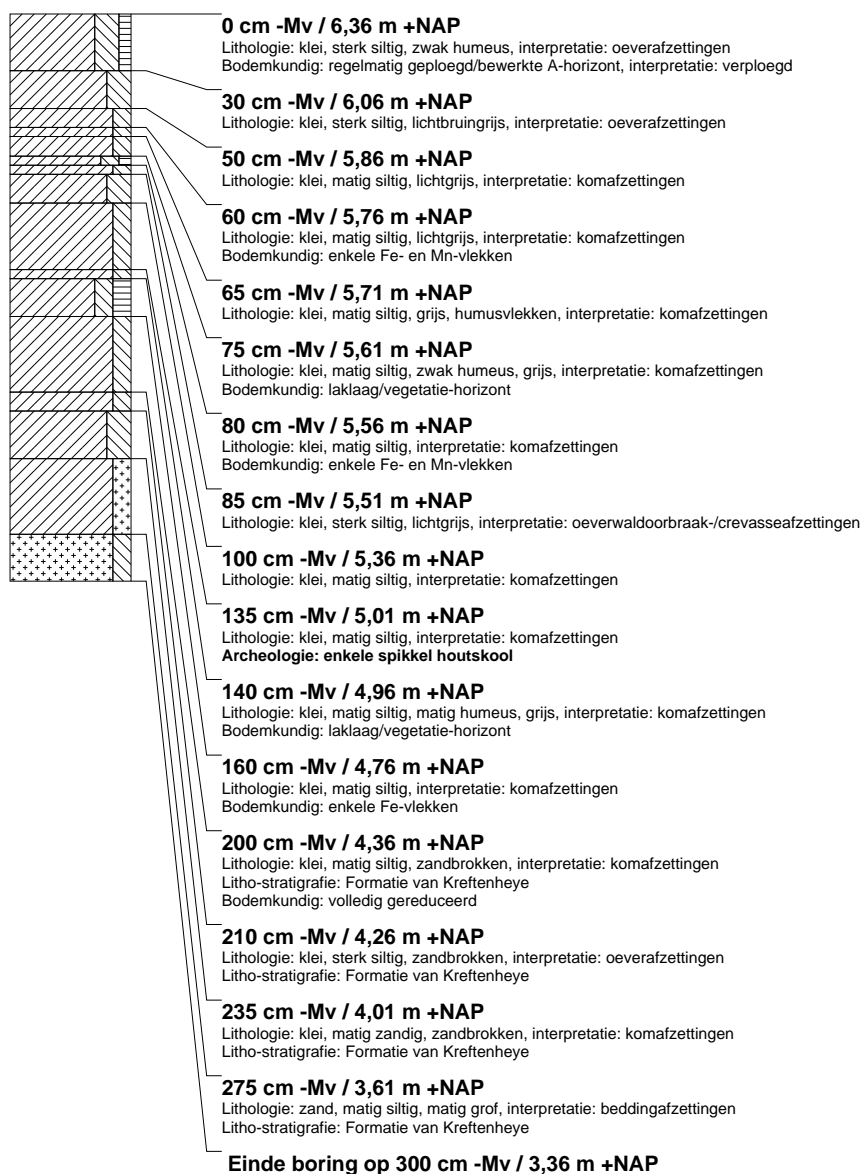 0 cm -Mv / 6,36 m +NAP
Lithologie: klei, sterk siltig, zwak humeus, interpretatie: oeverafzettingen
Bodemkundig: regelmatig geploegd/bewerkte A-horizont, interpretatie: verploegd
30 cm -Mv / 6,06 m +NAP
Lithologie: klei, sterk siltig, lichtbruingrijs, interpretatie: oeverafzettingen
50 cm -Mv / 5,86 m +NAP
Lithologie: klei, matig siltig, lichtgrijs, interpretatie: komafzettingen
60 cm -Mv / 5,76 m +NAP
Lithologie: klei, matig siltig, lichtgrijs, interpretatie: komafzettingen
Bodemkundig: enkele Fe- en Mn-vlekken
65 cm -Mv / 5,71 m +NAP
Lithologie: klei, matig siltig, grijs, humusvlekken, interpretatie: komafzettingen
75 cm -Mv / 5,61 m +NAP
Lithologie: klei, matig siltig, zwak humeus, grijs, interpretatie: komafzettingen
Bodemkundig: laklaag/vegetatie-horizont
80 cm -Mv / 5,56 m +NAP
Lithologie: klei, matig siltig, interpretatie: komafzettingen
Bodemkundig: enkele Fe- en Mn-vlekken
85 cm -Mv / 5,51 m +NAP
Lithologie: klei, sterk siltig, lichtgrijs, interpretatie: oeverwaldoorbraak-/crevasseafzettingen
100 cm -Mv / 5,36 m +NAP
Lithologie: klei, matig siltig, interpretatie: komafzettingen
135 cm -Mv / 5,01 m +NAP
Lithologie: klei, matig siltig, interpretatie: komafzettingen
Archeologie: enkele spikkel houtskool
140 cm -Mv / 4,96 m +NAP
Lithologie: klei, matig siltig, matig humeus, grijs, interpretatie: komafzettingen
Bodemkundig: laklaag/vegetatie-horizont
160 cm -Mv / 4,76 m +NAP
Lithologie: klei, matig siltig, interpretatie: komafzettingen
Bodemkundig: enkele Fe-vlekken
200 cm -Mv / 4,36 m +NAP
Lithologie: klei, matig siltig, zandbrokken, interpretatie: komafzettingen
Litho-stratigrafie: Formatie van Kreftenheye
Bodemkundig: volledig gereduceerd
210 cm -Mv / 4,26 m +NAP
Lithologie: klei, sterk siltig, zandbrokken, interpretatie: oeverafzettingen
Litho-stratigrafie: Formatie van Kreftenheye
235 cm -Mv / 4,01 m +NAP
Lithologie: klei, matig zandig, zandbrokken, interpretatie: komafzettingen
Litho-stratigrafie: Formatie van Kreftenheye
275 cm -Mv / 3,61 m +NAP
Lithologie: zand, matig siltig, matig grof, interpretatie: beddingafzettingen
Litho-stratigrafie: Formatie van Kreftenheye
Einde boring op 300 cm -Mv / 3,36 m +NAP